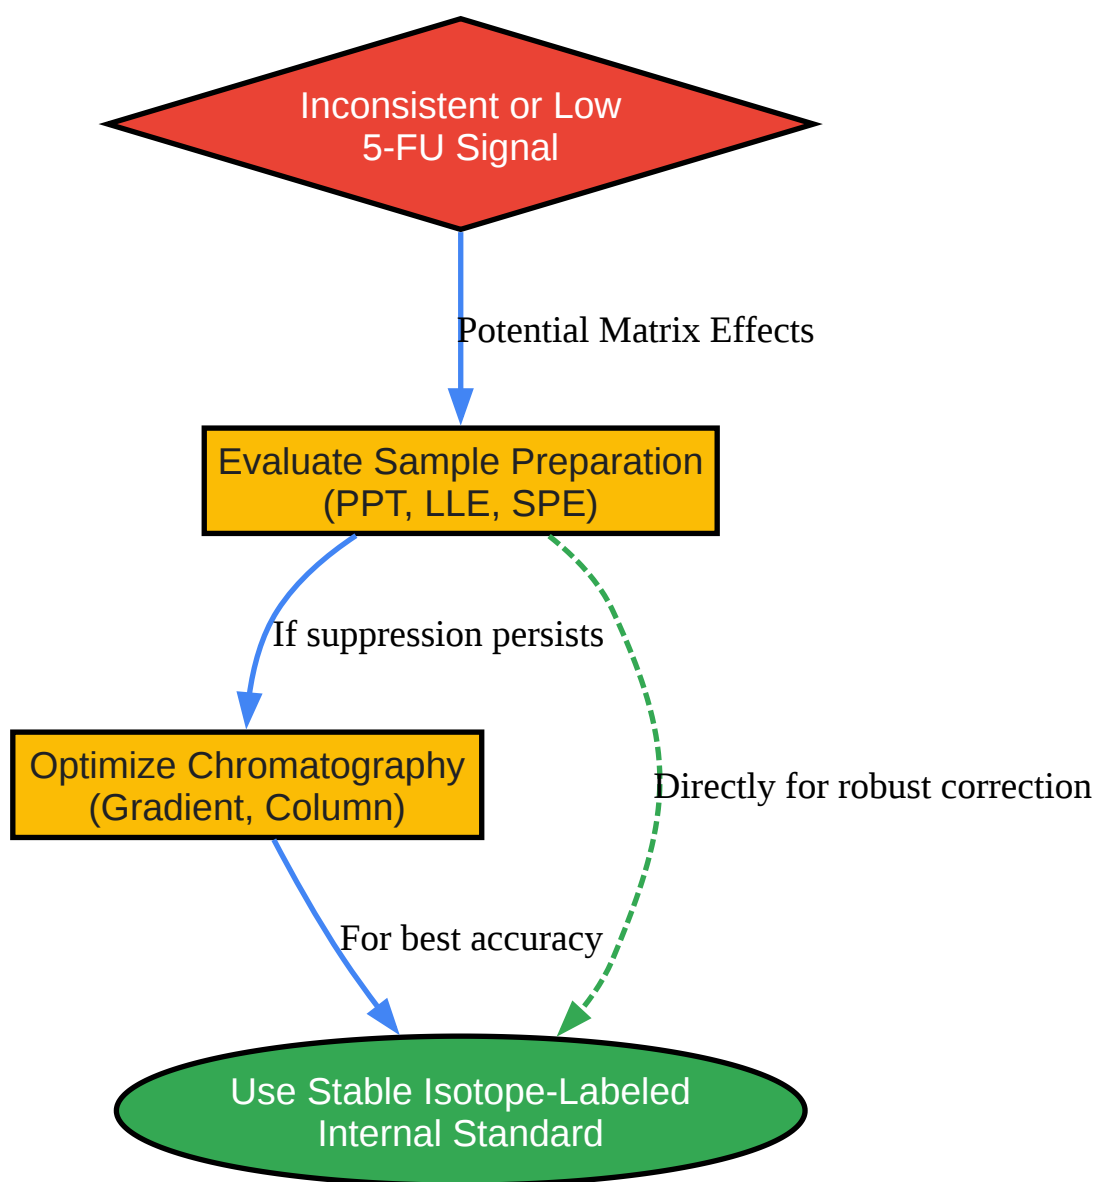 Inconsistent or Low
5-FU Signal
Potential Matrix Effects
Evaluate Sample Preparation
(PPT, LLE, SPE)
If suppression persists
Optimize Chromatography
(Gradient, Column)
Directly for robust correction
For best accuracy
Use Stable Isotope-Labeled
Internal Standard